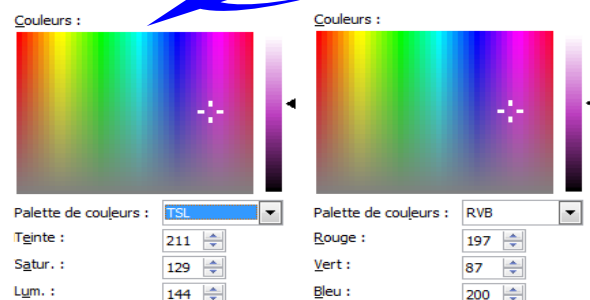 Couleurs :
Palette de couleurs : TSL
Teinte : 211
Satur. : 129
Lum. : 144
Couleurs :
Palette de couleurs : RVB
Rouge : 197
Vert : 87
Bleu : 200